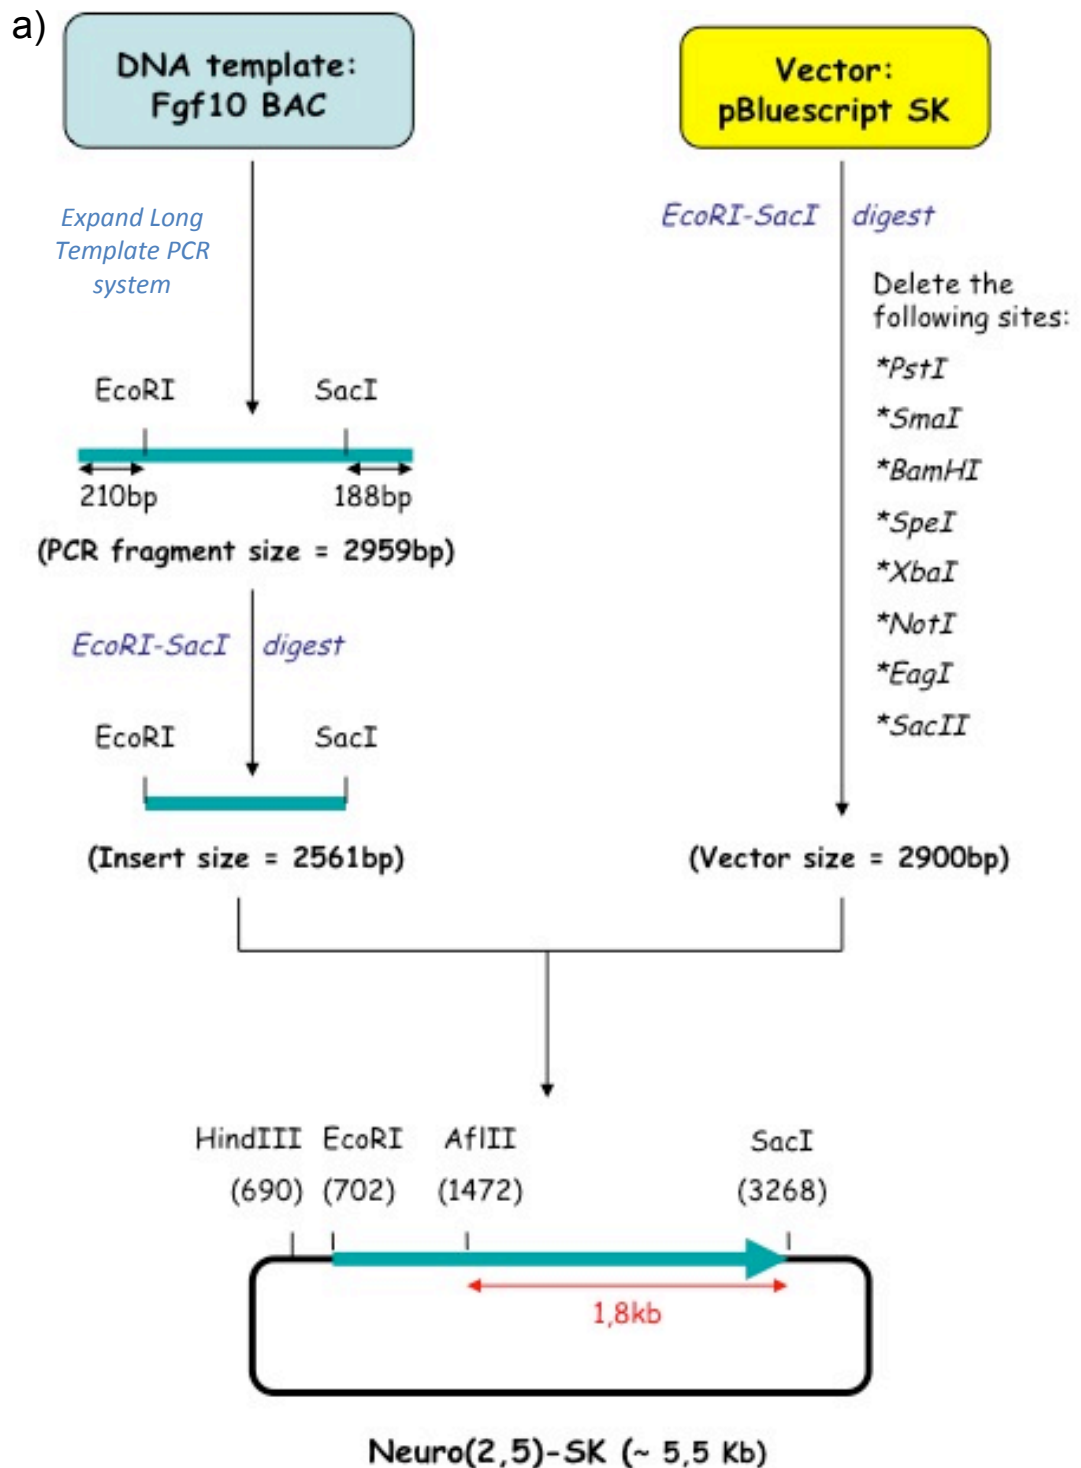 a)
DNA template:
Fgf10 BAC
Vector:
pBluescript SK
Expand Long
Template PCR
system
EcoRI-SacI digest
Delete the
following sites:
*PstI
*SmaI
*BamHI
*SpeI
*XbaI
*NotI
*EagI
*SacII
EcoRI SacI
210bp 188bp
(PCR fragment size = 2959bp)
EcoRI-SacI digest
EcoRI SacI
(Insert size = 2561bp)
(Vector size = 2900bp)
HindIII EcoRI AflII SacI
(690) (702) (1472) (3268)
1,8kb
Neuro(2,5)-SK (~ 5,5 Kb)